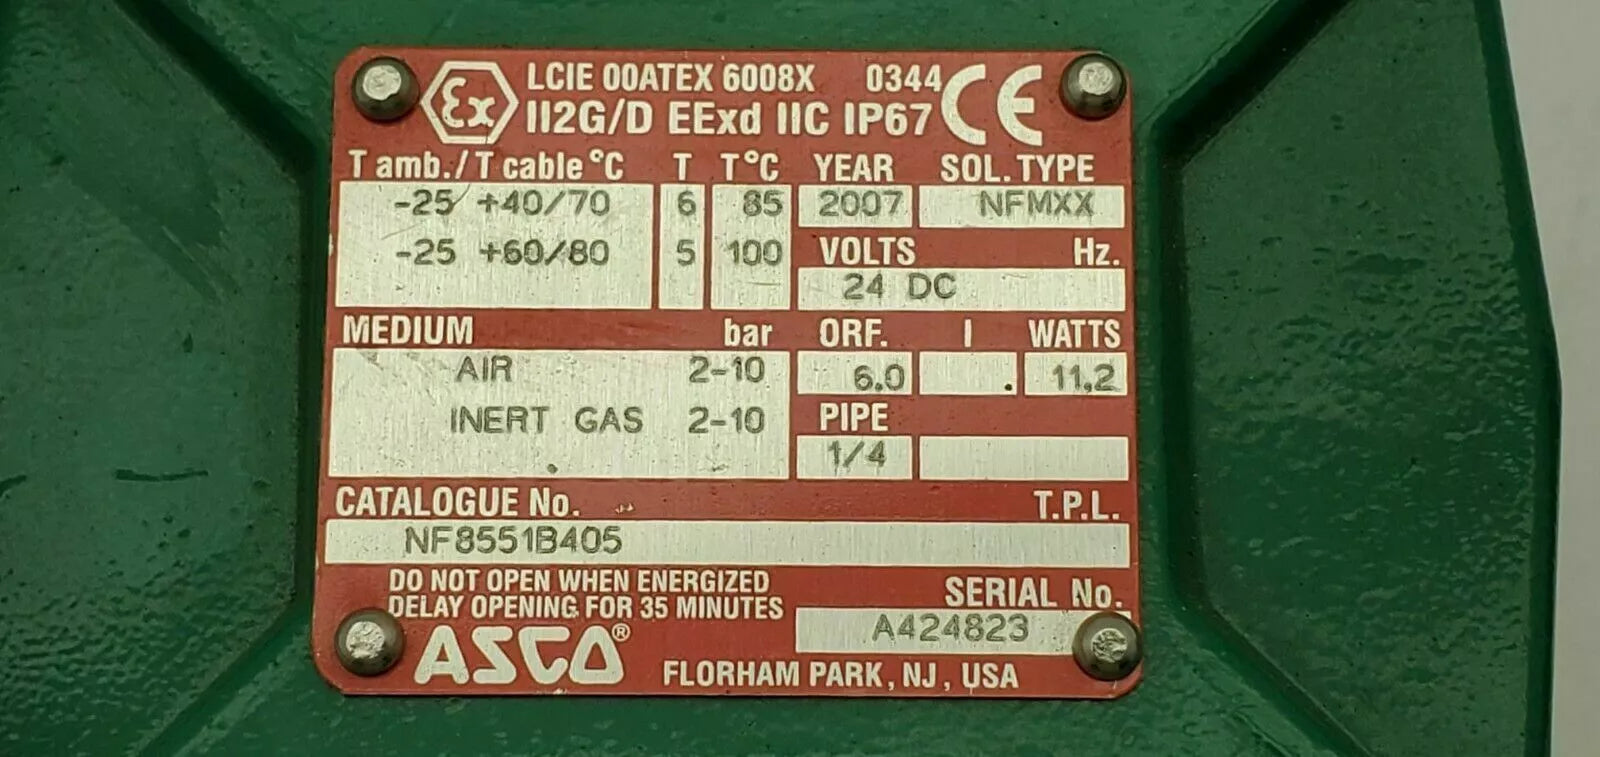 Ex LCIE 00ATEX 6008X 0344 CE
II2G/D EExd IIC IP67
T amb./T cable °C T T°C YEAR SOL. TYPE
-25 +40/70 6 85 2007 NFMXX
-25 +60/80 5 100 VOLTS Hz.
24 DC
MEDIUM bar ORF. I WATTS
AIR 2-10 6.0 . 11,2
INERT GAS 2-10 PIPE
. 1/4
CATALOGUE No. T.P.L.
NF8551B405
DO NOT OPEN WHEN ENERGIZED SERIAL No.
DELAY OPENING FOR 35 MINUTES A424823
ASCO® FLORHAM PARK, NJ, USA